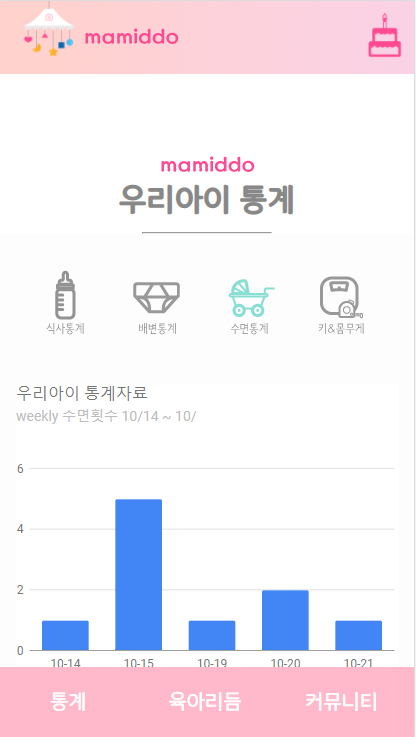 mamiddo
mamiddo
우리아이 통계
식사통계 배변통계 수면통계 키&몸무게
우리아이 통계자료
weekly 수면횟수 10/14 ~ 10/
6
4
2
0
10-14 10-15 10-19 10-20 10-21
통계 육아리듬 커뮤니티